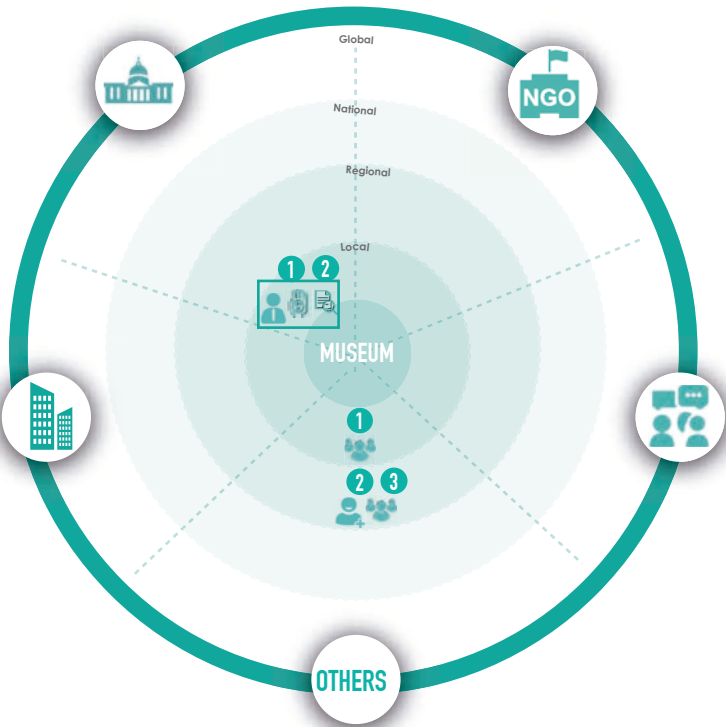 Global
NGO
National
Regional
Local
1 2
MUSEUM
1
2 3
OTHERS